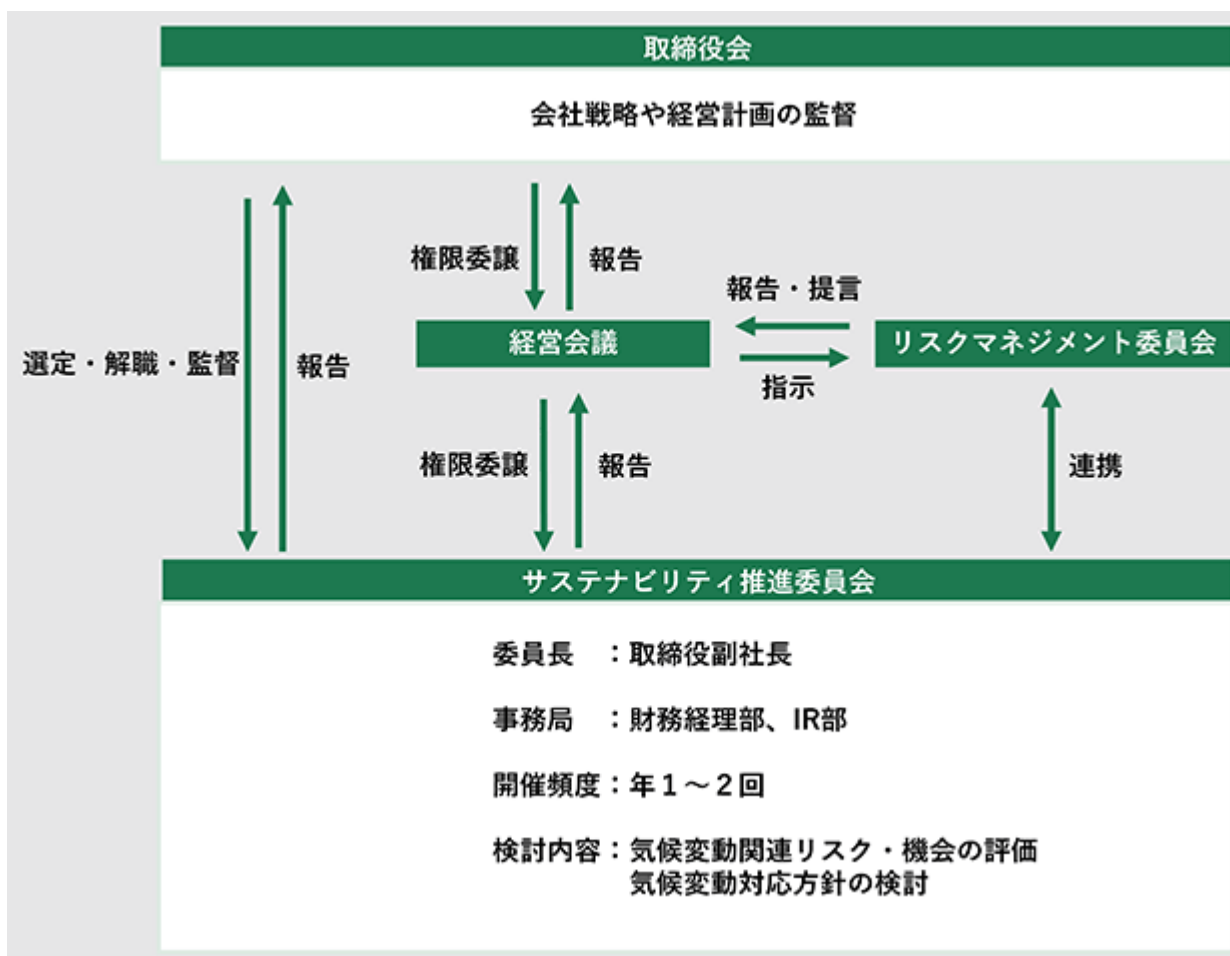 取締役会
会社戦略や経営計画の監督
選定・解職・監督
報告
権限委譲
報告
経営会議
報告・提言
指示
リスクマネジメント委員会
権限委譲
報告
連携
サステナビリティ推進委員会
委員長　：取締役副社長
事務局　：財務経理部、IR部
開催頻度：年１～２回
検討内容：気候変動関連リスク・機会の評価
気候変動対応方針の検討